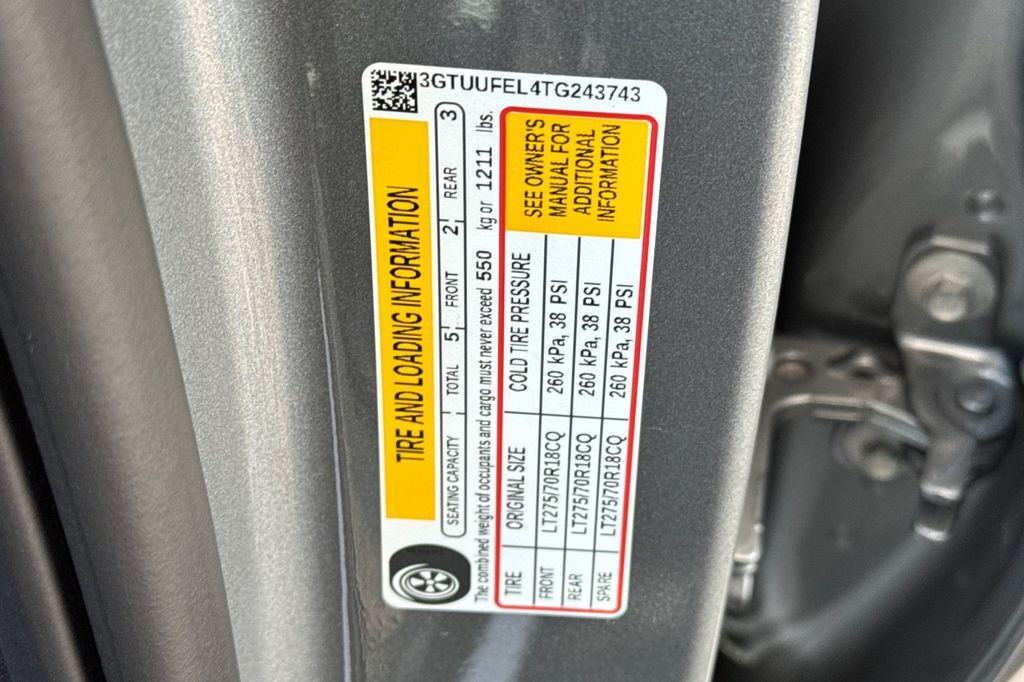 3GTUUFEL4TG243743
TIRE AND LOADING INFORMATION
SEATING CAPACITY TOTAL 5 FRONT 2 REAR 3
The combined weight of occupants and cargo must never exceed 550 kg or 1211 lbs.
TIRE ORIGINAL SIZE COLD TIRE PRESSURE
FRONT LT275/70R18CQ 260 kPa, 38 PSI
REAR LT275/70R18CQ 260 kPa, 38 PSI
SPARE LT275/70R18CQ 260 kPa, 38 PSI
SEE OWNER'S
MANUAL FOR
ADDITIONAL
INFORMATION